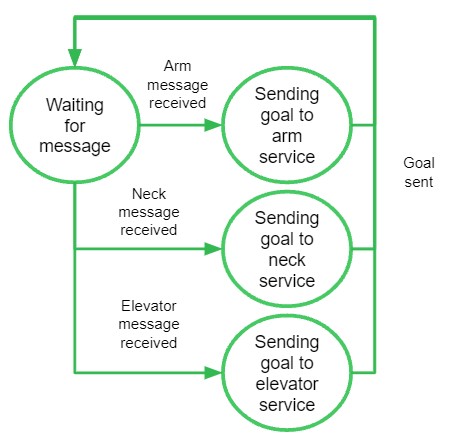 Waiting
for
message
Arm
message
received
Sending
goal to
arm
service
Goal
sent
Neck
message
received
Sending
goal to
neck
service
Elevator
message
received
Sending
goal to
elevator
service